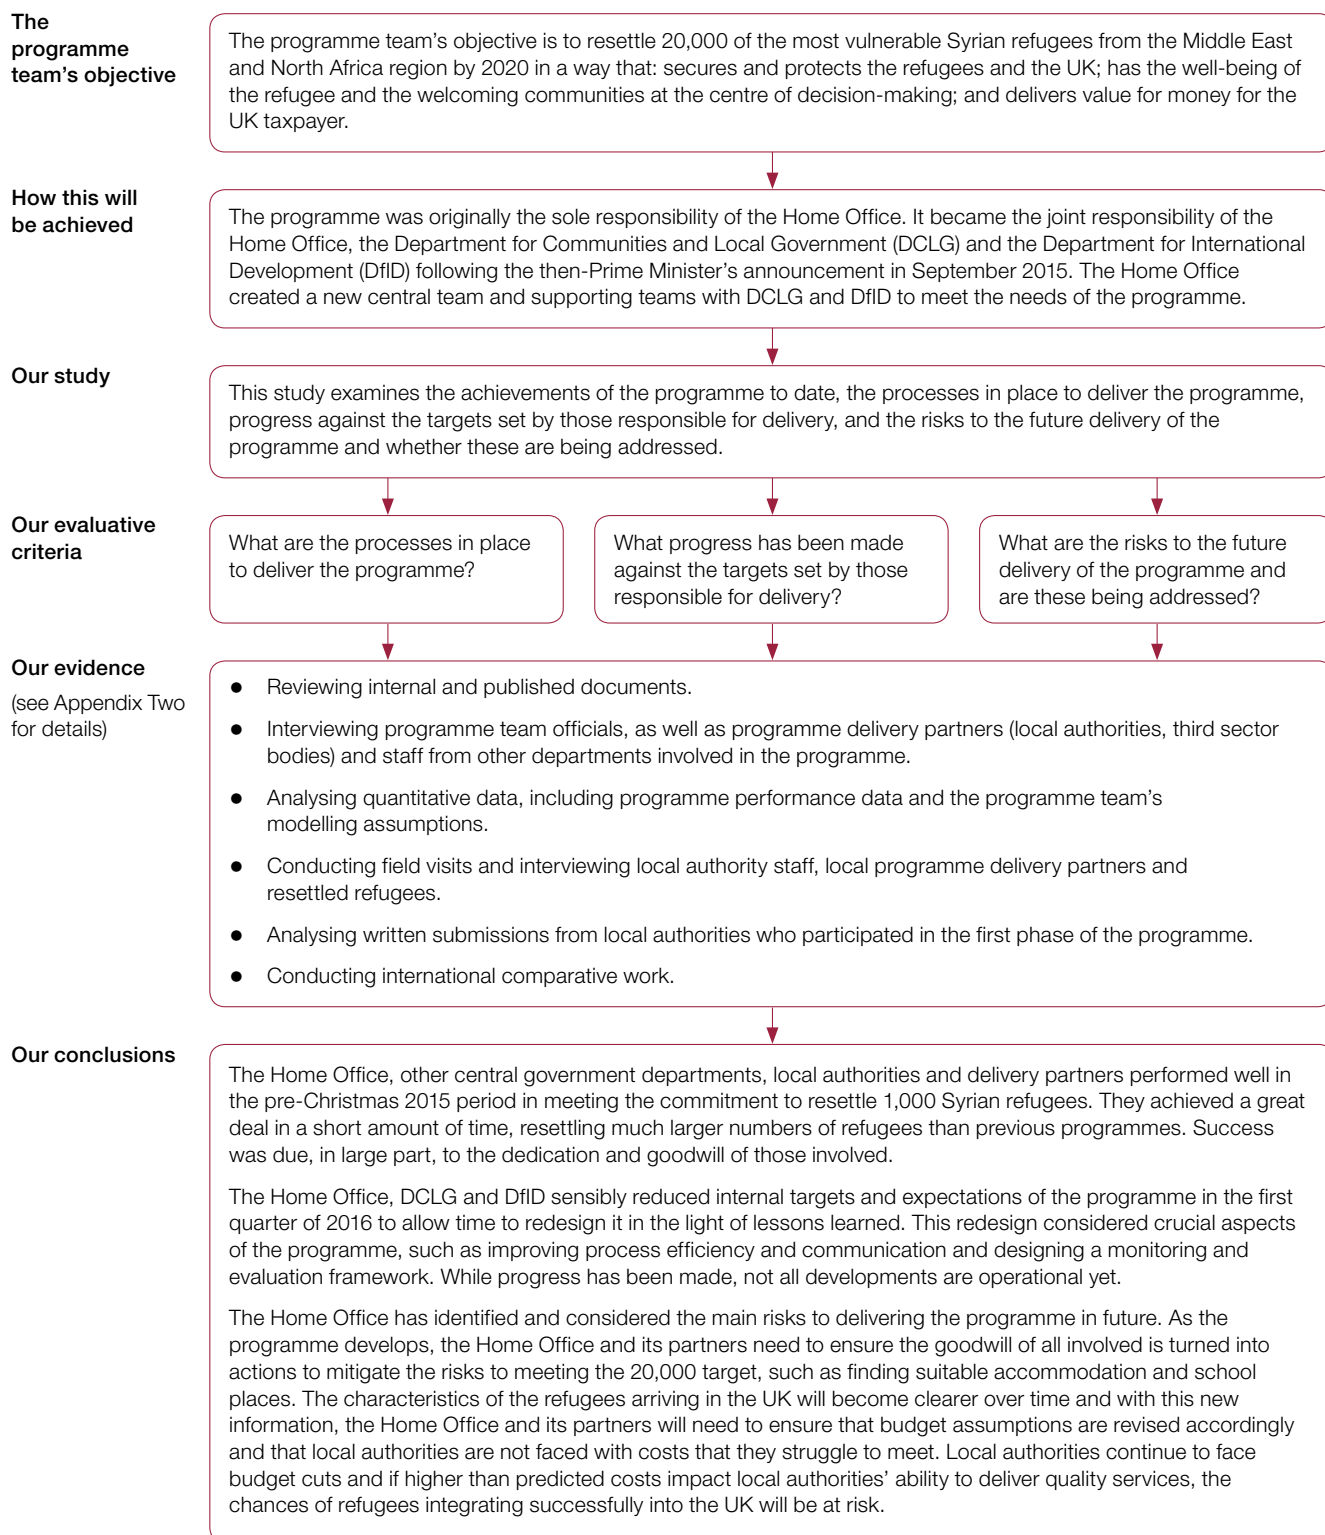 The
programme
team’s objective
The programme team’s objective is to resettle 20,000 of the most vulnerable Syrian refugees from the Middle East
and North Africa region by 2020 in a way that: secures and protects the refugees and the UK; has the well-being of
the refugee and the welcoming communities at the centre of decision-making; and delivers value for money for the
UK taxpayer.
How this will
be achieved
The programme was originally the sole responsibility of the Home Office. It became the joint responsibility of the
Home Office, the Department for Communities and Local Government (DCLG) and the Department for International
Development (DfID) following the then-Prime Minister’s announcement in September 2015. The Home Office
created a new central team and supporting teams with DCLG and DfID to meet the needs of the programme.
Our study
This study examines the achievements of the programme to date, the processes in place to deliver the programme,
progress against the targets set by those responsible for delivery, and the risks to the future delivery of the
programme and whether these are being addressed.
Our evaluative
criteria
What are the processes in place
to deliver the programme?
What progress has been made
against the targets set by those
responsible for delivery?
What are the risks to the future
delivery of the programme and
are these being addressed?
Our evidence
(see Appendix Two
for details)
● Reviewing internal and published documents.
● Interviewing programme team officials, as well as programme delivery partners (local authorities, third sector
bodies) and staff from other departments involved in the programme.
● Analysing quantitative data, including programme performance data and the programme team’s
modelling assumptions.
● Conducting field visits and interviewing local authority staff, local programme delivery partners and
resettled refugees.
● Analysing written submissions from local authorities who participated in the first phase of the programme.
● Conducting international comparative work.
Our conclusions
The Home Office, other central government departments, local authorities and delivery partners performed well in
the pre-Christmas 2015 period in meeting the commitment to resettle 1,000 Syrian refugees. They achieved a great
deal in a short amount of time, resettling much larger numbers of refugees than previous programmes. Success
was due, in large part, to the dedication and goodwill of those involved.
The Home Office, DCLG and DfID sensibly reduced internal targets and expectations of the programme in the first
quarter of 2016 to allow time to redesign it in the light of lessons learned. This redesign considered crucial aspects
of the programme, such as improving process efficiency and communication and designing a monitoring and
evaluation framework. While progress has been made, not all developments are operational yet.
The Home Office has identified and considered the main risks to delivering the programme in future. As the
programme develops, the Home Office and its partners need to ensure the goodwill of all involved is turned into
actions to mitigate the risks to meeting the 20,000 target, such as finding suitable accommodation and school
places. The characteristics of the refugees arriving in the UK will become clearer over time and with this new
information, the Home Office and its partners will need to ensure that budget assumptions are revised accordingly
and that local authorities are not faced with costs that they struggle to meet. Local authorities continue to face
budget cuts and if higher than predicted costs impact local authorities’ ability to deliver quality services, the
chances of refugees integrating successfully into the UK will be at risk.